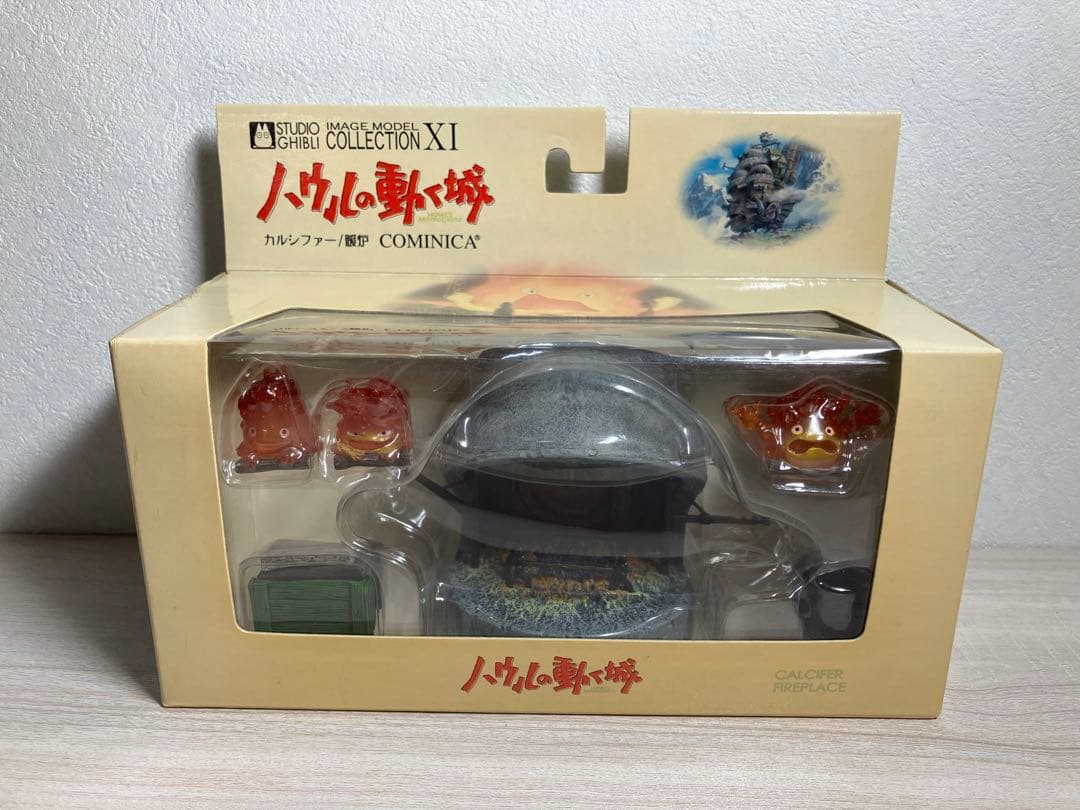 STUDIO GHIBLI IMAGE MODEL COLLECTION XI
ハウルの動く城
カルシファー/暖炉 COMINICA®
ハウルの動く城
CALCIFER
FIREPLACE